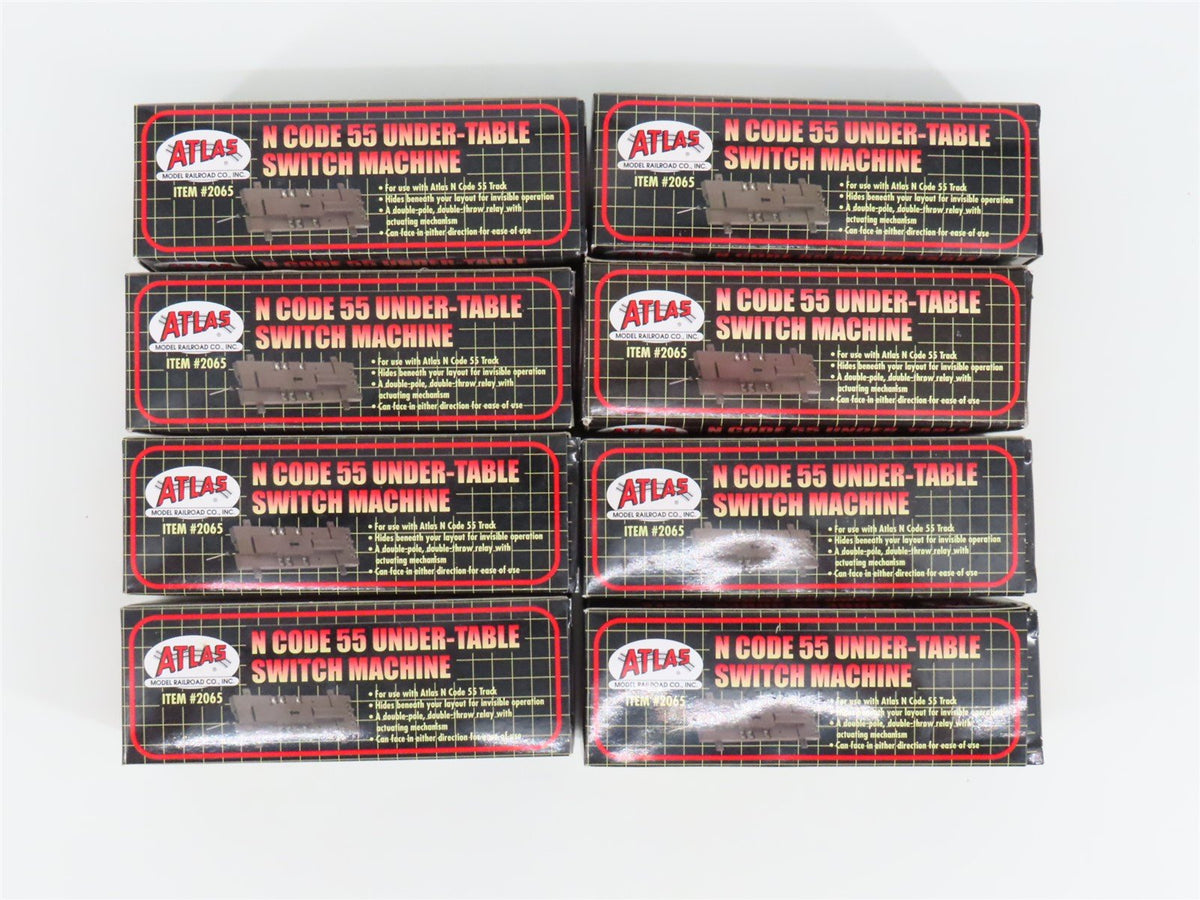 ATLAS
MODEL RAILROAD CO., INC.
ITEM #2065
N CODE 55 UNDER-TABLE
SWITCH MACHINE
• For use with Atlas N Code 55 Track
• Hides beneath your layout for invisible operation
• A double-pole, double-throw relay with
actuating mechanism
• Can face in either direction for ease of use
ATLAS
MODEL RAILROAD CO., INC.
ITEM #2065
N CODE 55 UNDER-TABLE
SWITCH MACHINE
• For use with Atlas N Code 55 Track
• Hides beneath your layout for invisible operation
• A double-pole, double-throw relay with
actuating mechanism
• Can face in either direction for ease of use
ATLAS
MODEL RAILROAD CO., INC.
ITEM #2065
N CODE 55 UNDER-TABLE
SWITCH MACHINE
• For use with Atlas N Code 55 Track
• Hides beneath your layout for invisible operation
• A double-pole, double-throw relay with
actuating mechanism
• Can face in either direction for ease of use
ATLAS
MODEL RAILROAD CO., INC.
ITEM #2065
N CODE 55 UNDER-TABLE
SWITCH MACHINE
• For use with Atlas N Code 55 Track
• Hides beneath your layout for invisible operation
• A double-pole, double-throw relay with
actuating mechanism
• Can face in either direction for ease of use
ATLAS
MODEL RAILROAD CO., INC.
ITEM #2065
N CODE 55 UNDER-TABLE
SWITCH MACHINE
• For use with Atlas N Code 55 Track
• Hides beneath your layout for invisible operation
• A double-pole, double-throw relay with
actuating mechanism
• Can face in either direction for ease of use
ATLAS
MODEL RAILROAD CO., INC.
ITEM #2065
N CODE 55 UNDER-TABLE
SWITCH MACHINE
• For use with Atlas N Code 55 Track
• Hides beneath your layout for invisible operation
• A double-pole, double-throw relay with
actuating mechanism
• Can face in either direction for ease of use
ATLAS
MODEL RAILROAD CO., INC.
ITEM #2065
N CODE 55 UNDER-TABLE
SWITCH MACHINE
• For use with Atlas N Code 55 Track
• Hides beneath your layout for invisible operation
• A double-pole, double-throw relay with
actuating mechanism
• Can face in either direction for ease of use
ATLAS
MODEL RAILROAD CO., INC.
ITEM #2065
N CODE 55 UNDER-TABLE
SWITCH MACHINE
• For use with Atlas N Code 55 Track
• Hides beneath your layout for invisible operation
• A double-pole, double-throw relay with
actuating mechanism
• Can face in either direction for ease of use